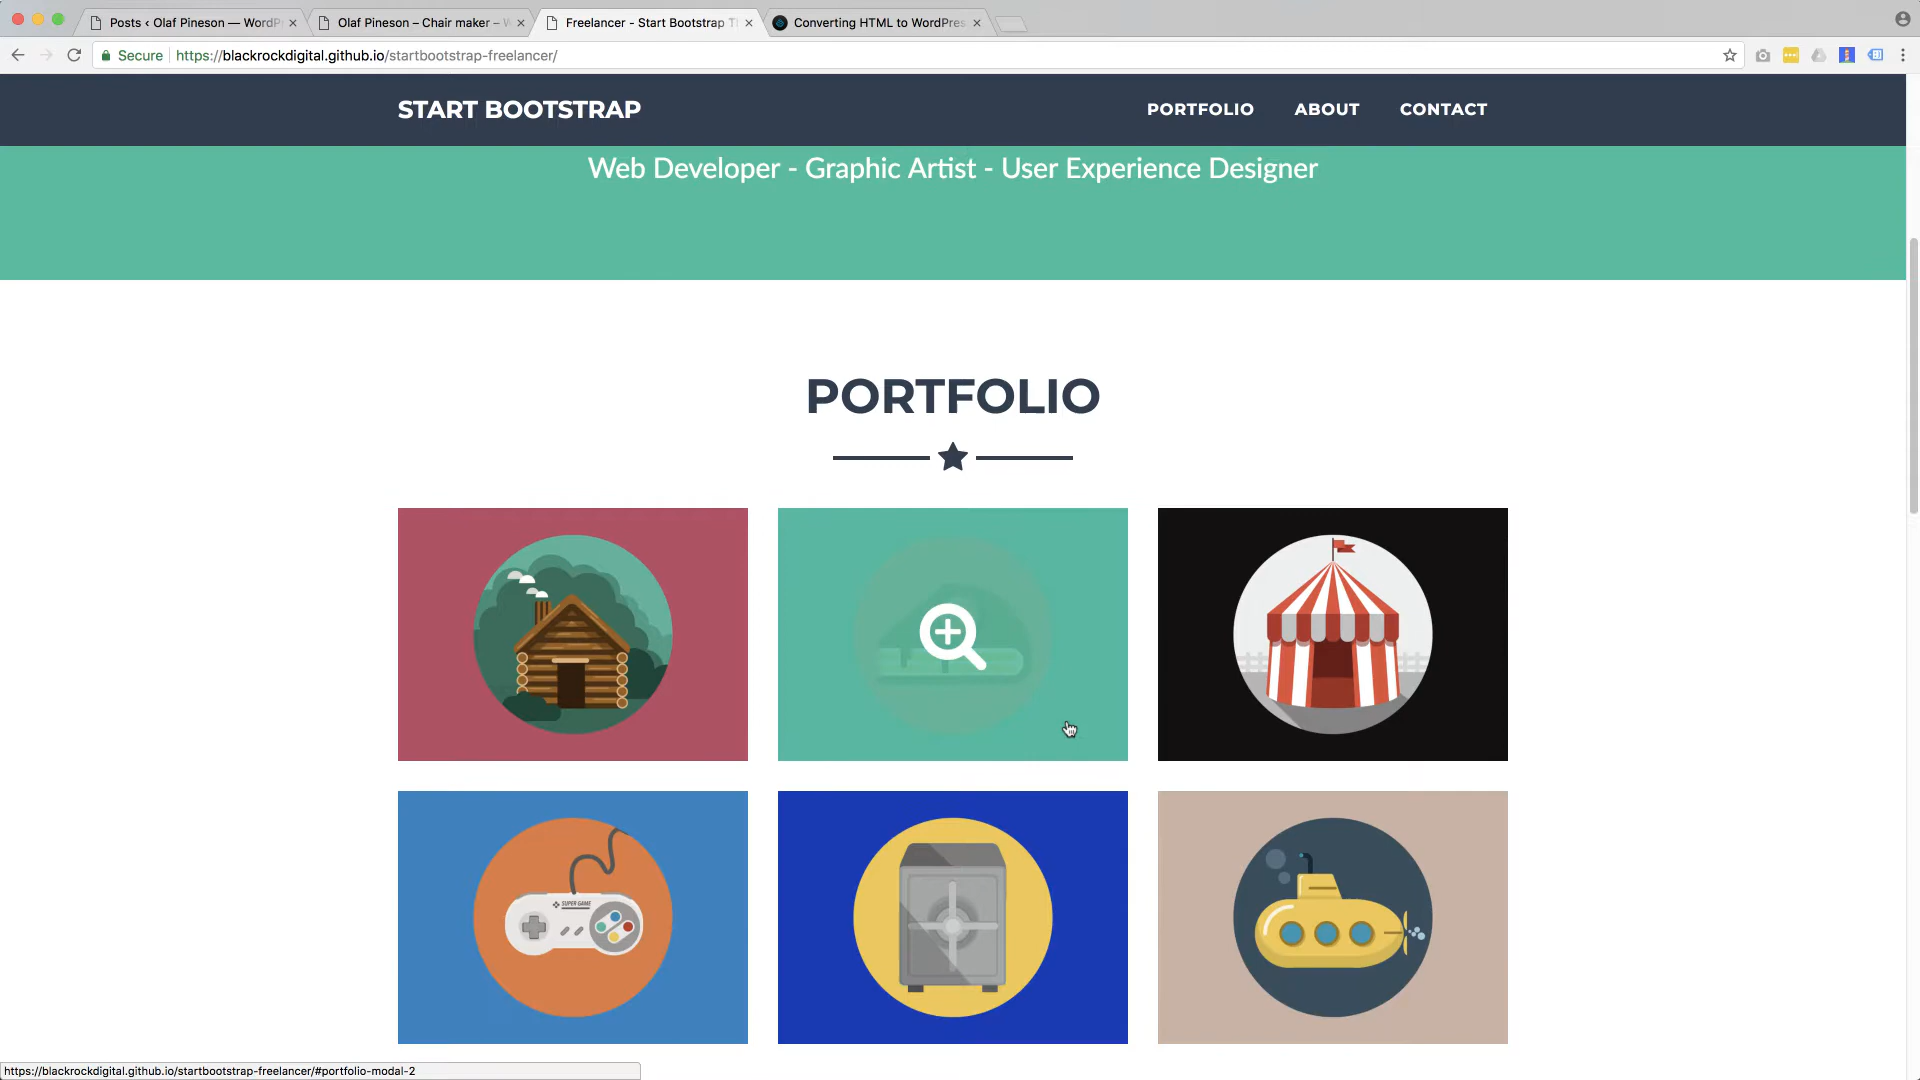 Posts ‹ Olaf Pineson — WordP
Olaf Pineson – Chair maker – W
Freelancer - Start Bootstrap T
Converting HTML to WordPres
Secure
https://blackrockdigital.github.io/startbootstrap-freelancer/
START BOOTSTRAP
PORTFOLIO
ABOUT
CONTACT
Web Developer - Graphic Artist - User Experience Designer
PORTFOLIO
SUPER GAME
https://blackrockdigital.github.io/startbootstrap-freelancer/#portfolio-modal-2